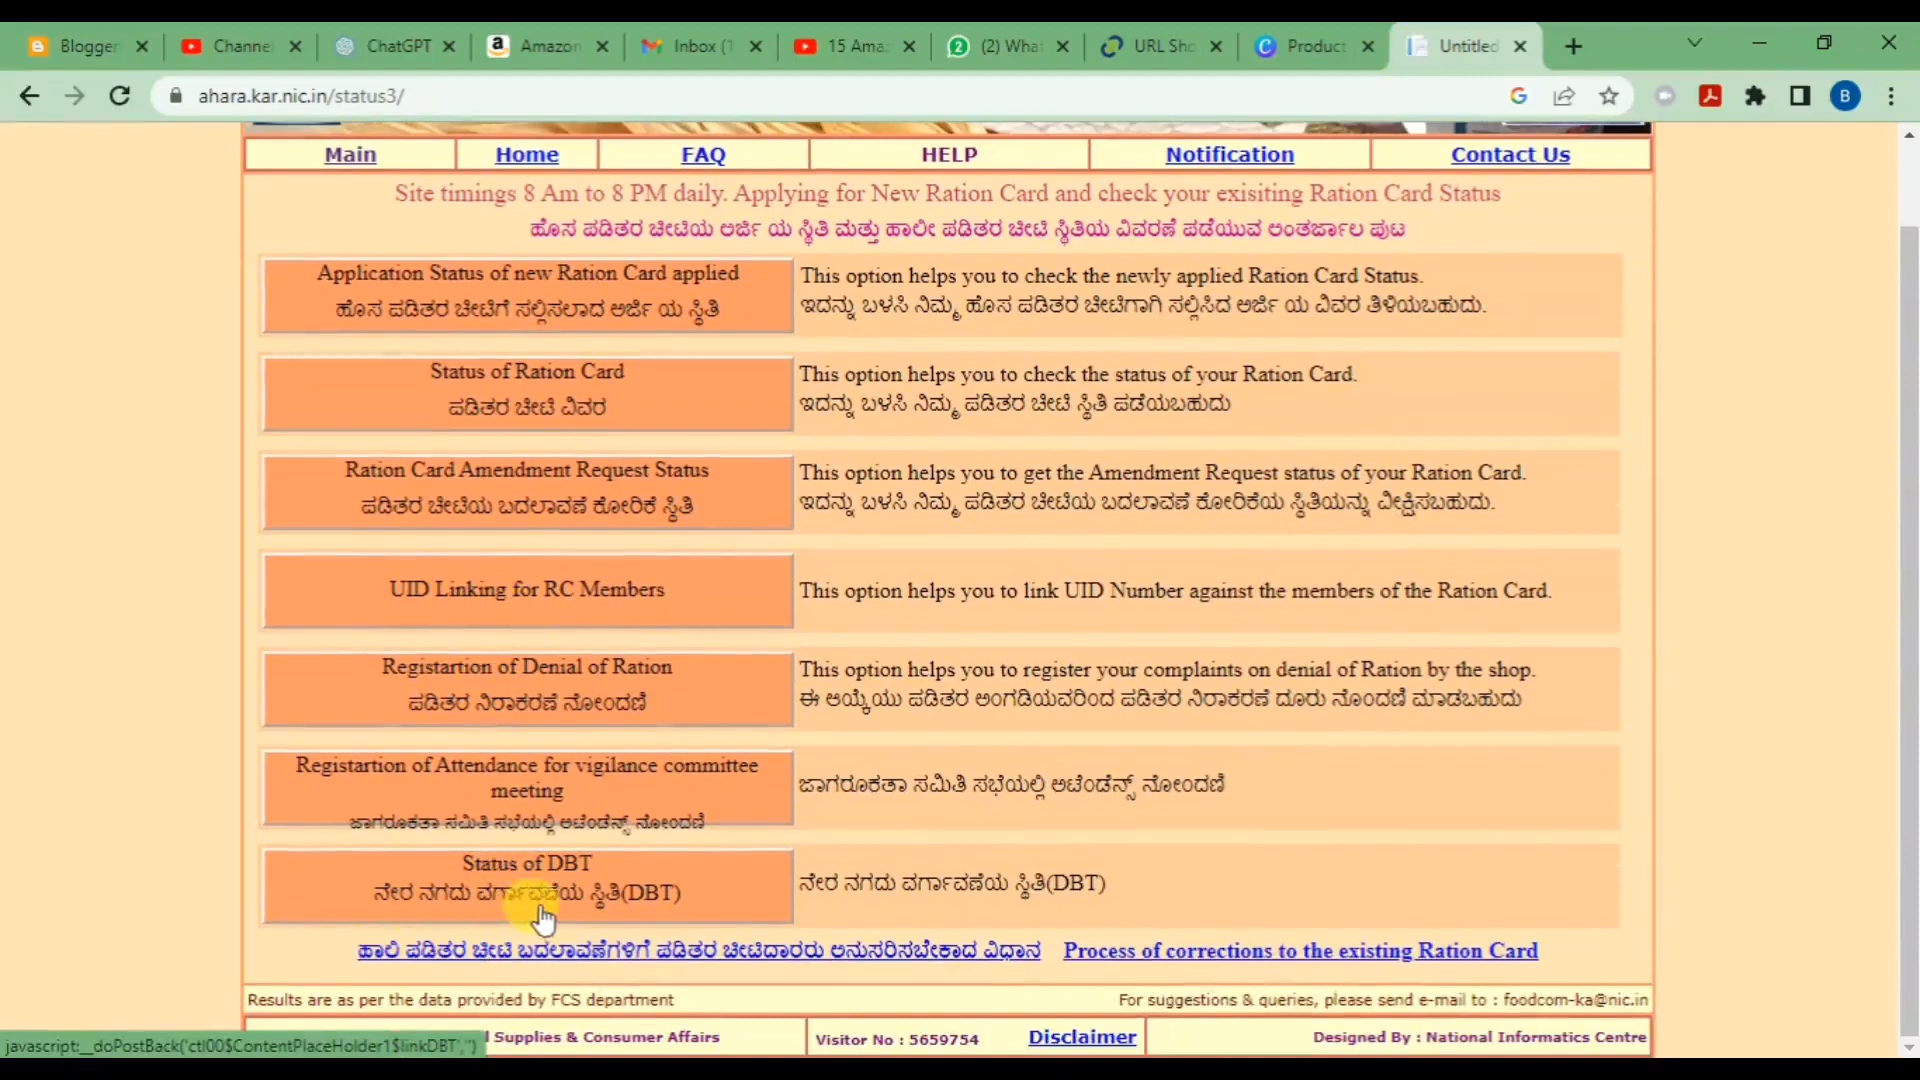 Blogger
Channel
ChatGPT
Amazon
Inbox (1
15 Ama
(2) What
URL Sho
Product
Untitled
ahara.kar.nic.in/status3/
B
Main Home FAQ HELP Notification Contact Us
Site timings 8 Am to 8 PM daily. Applying for New Ration Card and check your exisiting Ration Card Status
ಹೊಸ ಪಡಿತರ ಚೀಟಿಯ ಅರ್ಜಿ ಯ ಸ್ಥಿತಿ ಮತ್ತು ಹಾಲೀ ಪಡಿತರ ಚೀಟಿ ಸ್ಥಿತಿಯ ವಿವರಣೆ ಪಡೆಯುವ ಅಂತರ್ಜಾಲ ಪುಟ
Application Status of new Ration Card applied
ಹೊಸ ಪಡಿತರ ಚೀಟಿಗೆ ಸಲ್ಲಿಸಲಾದ ಅರ್ಜಿ ಯ ಸ್ಥಿತಿ
This option helps you to check the newly applied Ration Card Status.
ಇದನ್ನು ಬಳಸಿ ನಿಮ್ಮ ಹೊಸ ಪಡಿತರ ಚೀಟಿಗಾಗಿ ಸಲ್ಲಿಸಿದ ಅರ್ಜಿ ಯ ವಿವರ ತಿಳಿಯಬಹುದು.
Status of Ration Card
ಪಡಿತರ ಚೀಟಿ ವಿವರ
This option helps you to check the status of your Ration Card.
ಇದನ್ನು ಬಳಸಿ ನಿಮ್ಮ ಪಡಿತರ ಚೀಟಿ ಸ್ಥಿತಿ ಪಡೆಯಬಹುದು
Ration Card Amendment Request Status
ಪಡಿತರ ಚೀಟಿಯ ಬದಲಾವಣೆ ಕೋರಿಕೆ ಸ್ಥಿತಿ
This option helps you to get the Amendment Request status of your Ration Card.
ಇದನ್ನು ಬಳಸಿ ನಿಮ್ಮ ಪಡಿತರ ಚೀಟಿಯ ಬದಲಾವಣೆ ಕೋರಿಕೆಯ ಸ್ಥಿತಿಯನ್ನು ವೀಕ್ಷಿಸಬಹುದು.
UID Linking for RC Members
This option helps you to link UID Number against the members of the Ration Card.
Registartion of Denial of Ration
ಪಡಿತರ ನಿರಾಕರಣೆ ನೋಂದಣಿ
This option helps you to register your complaints on denial of Ration by the shop.
ಈ ಆಯ್ಕೆಯು ಪಡಿತರ ಅಂಗಡಿಯವರಿಂದ ಪಡಿತರ ನಿರಾಕರಣೆ ದೂರು ನೊಂದಣಿ ಮಾಡಬಹುದು
Registartion of Attendance for vigilance committee
meeting
ಜಾಗರೂಕತಾ ಸಮಿತಿ ಸಭೆಯಲ್ಲಿ ಅಟೆಂಡೆನ್ಸ್ ನೋಂದಣಿ
ಜಾಗರೂಕತಾ ಸಮಿತಿ ಸಭೆಯಲ್ಲಿ ಅಟೆಂಡೆನ್ಸ್ ನೋಂದಣಿ
Status of DBT
ನೇರ ನಗದು ವರ್ಗಾವಣೆಯ ಸ್ಥಿತಿ(DBT)
ನೇರ ನಗದು ವರ್ಗಾವಣೆಯ ಸ್ಥಿತಿ(DBT)
ಹಾಲಿ ಪಡಿತರ ಚೀಟಿ ಬದಲಾವಣೆಗಳಿಗೆ ಪಡಿತರ ಚೀಟಿದಾರರು ಅನುಸರಿಸಬೇಕಾದ ವಿಧಾನ Process of corrections to the existing Ration Card
Results are as per the data provided by FCS department For suggestions & queries, please send e-mail to : foodcom-ka@nic.in
Supplies & Consumer Affairs Visitor No : 5659754 Disclaimer Designed By : National Informatics Centre
javascript:__doPostBack('ctl00$ContentPlaceHolder1$linkDBT','')